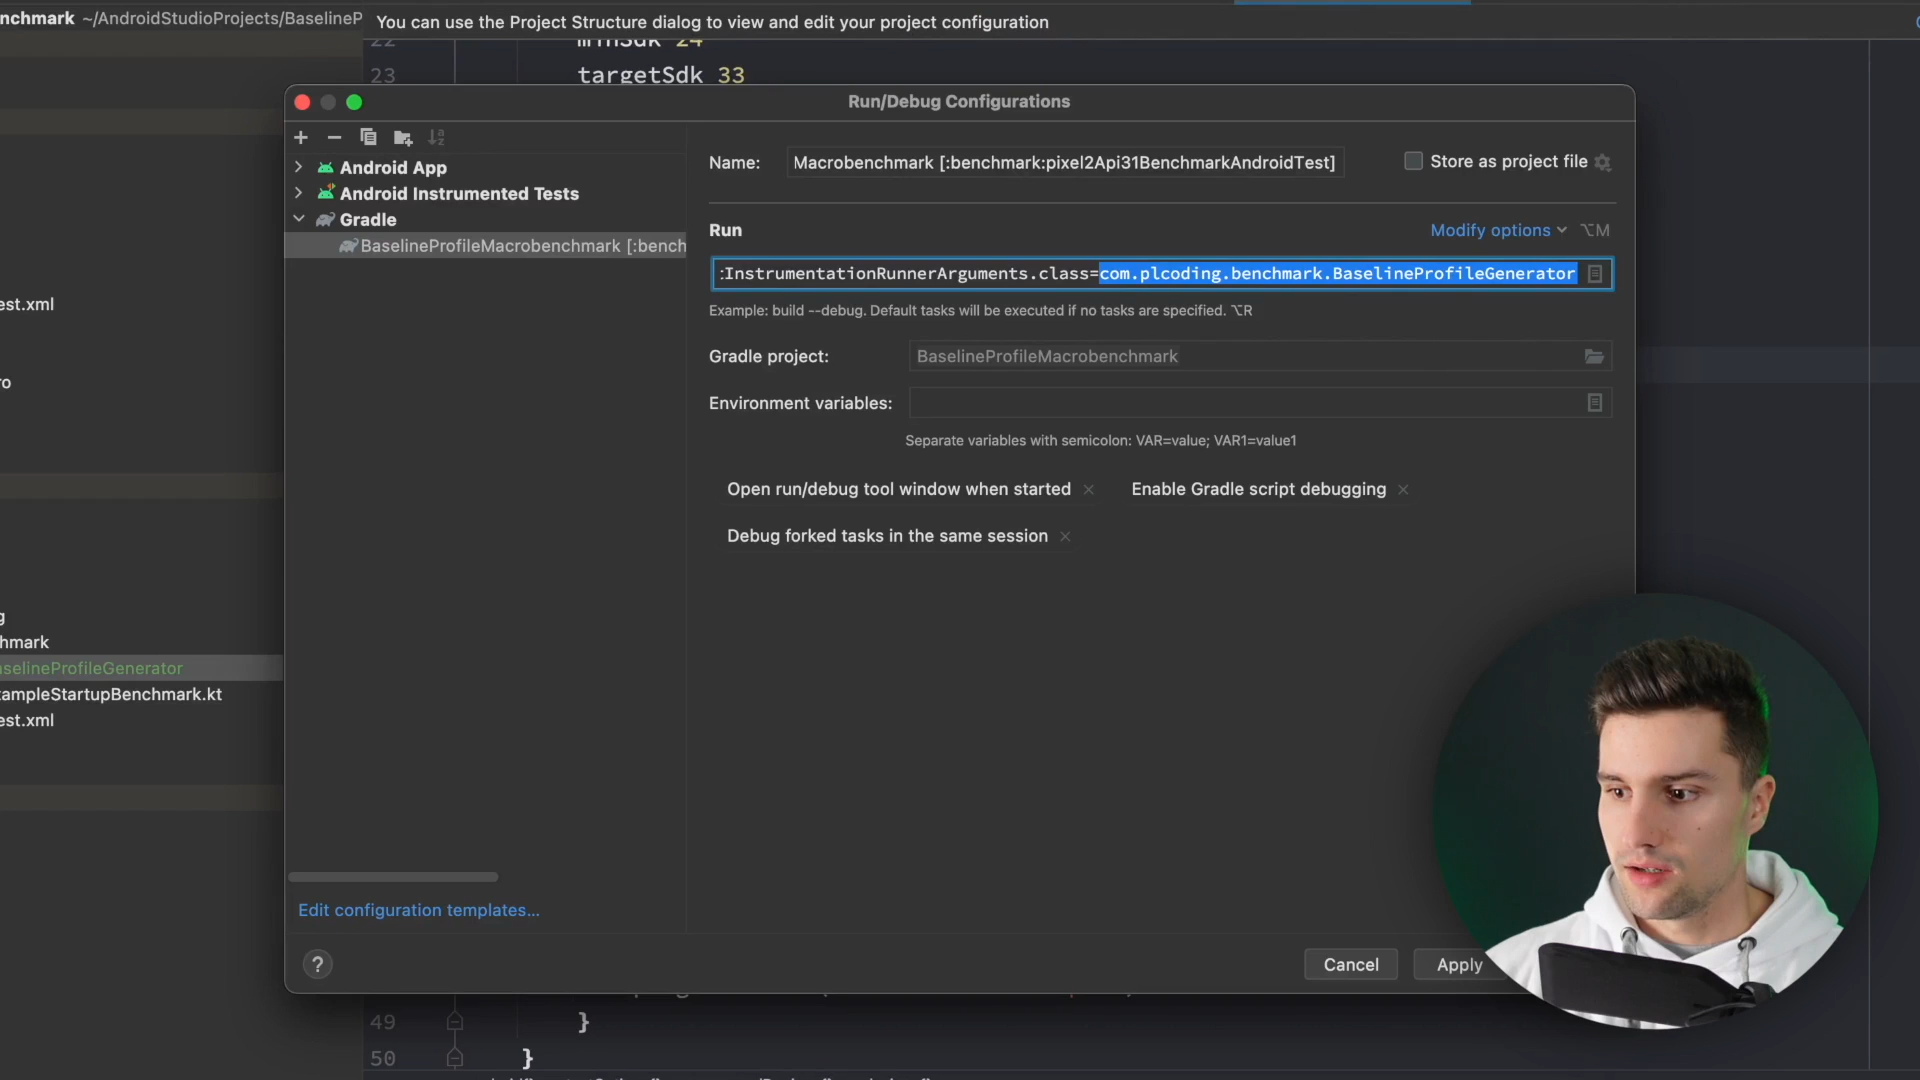 nchmark ~/AndroidStudioProjects/BaselineP
You can use the Project Structure dialog to view and edit your project configuration
22 minSdk 24
23 targetSdk 33
Run/Debug Configurations
Android App
Android Instrumented Tests
Gradle
BaselineProfileMacrobenchmark [:bench
Name: Macrobenchmark [:benchmark:pixel2Api31BenchmarkAndroidTest]
Store as project file
Run
Modify options ⌥M
:InstrumentationRunnerArguments.class=com.plcoding.benchmark.BaselineProfileGenerator
Example: build --debug. Default tasks will be executed if no tasks are specified. ⌥R
Gradle project: BaselineProfileMacrobenchmark
Environment variables:
Separate variables with semicolon: VAR=value; VAR1=value1
Open run/debug tool window when started ×
Enable Gradle script debugging ×
Debug forked tasks in the same session ×
est.xml
ro
g
hmark
aselineProfileGenerator
ampleStartupBenchmark.kt
est.xml
Edit configuration templates...
?
Cancel
Apply
49 }
50 }